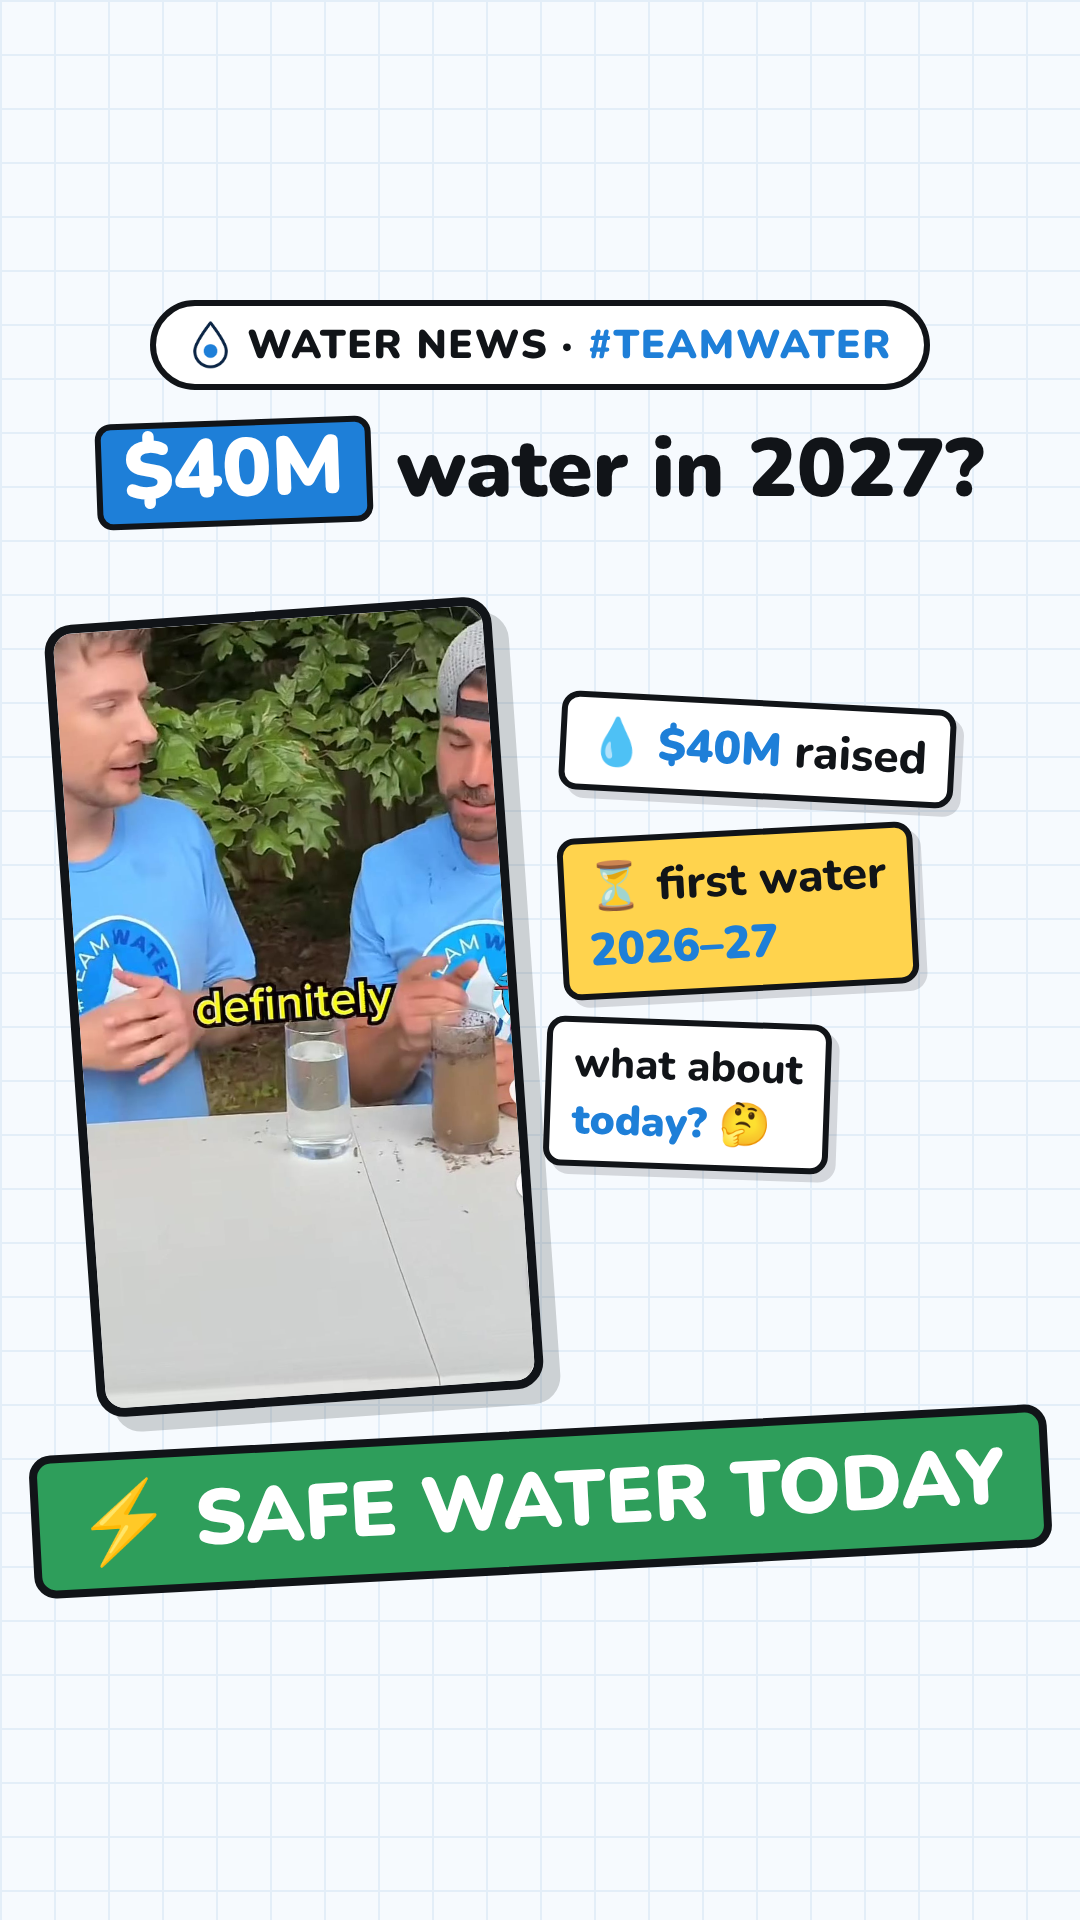 WATER NEWS · #TEAMWATER
$40M water in 2027?
💧 $40M raised
⏳ first water
2026–27
what about
today? 🤔
#TEAMWATER
definitely
⚡ SAFE WATER TODAY